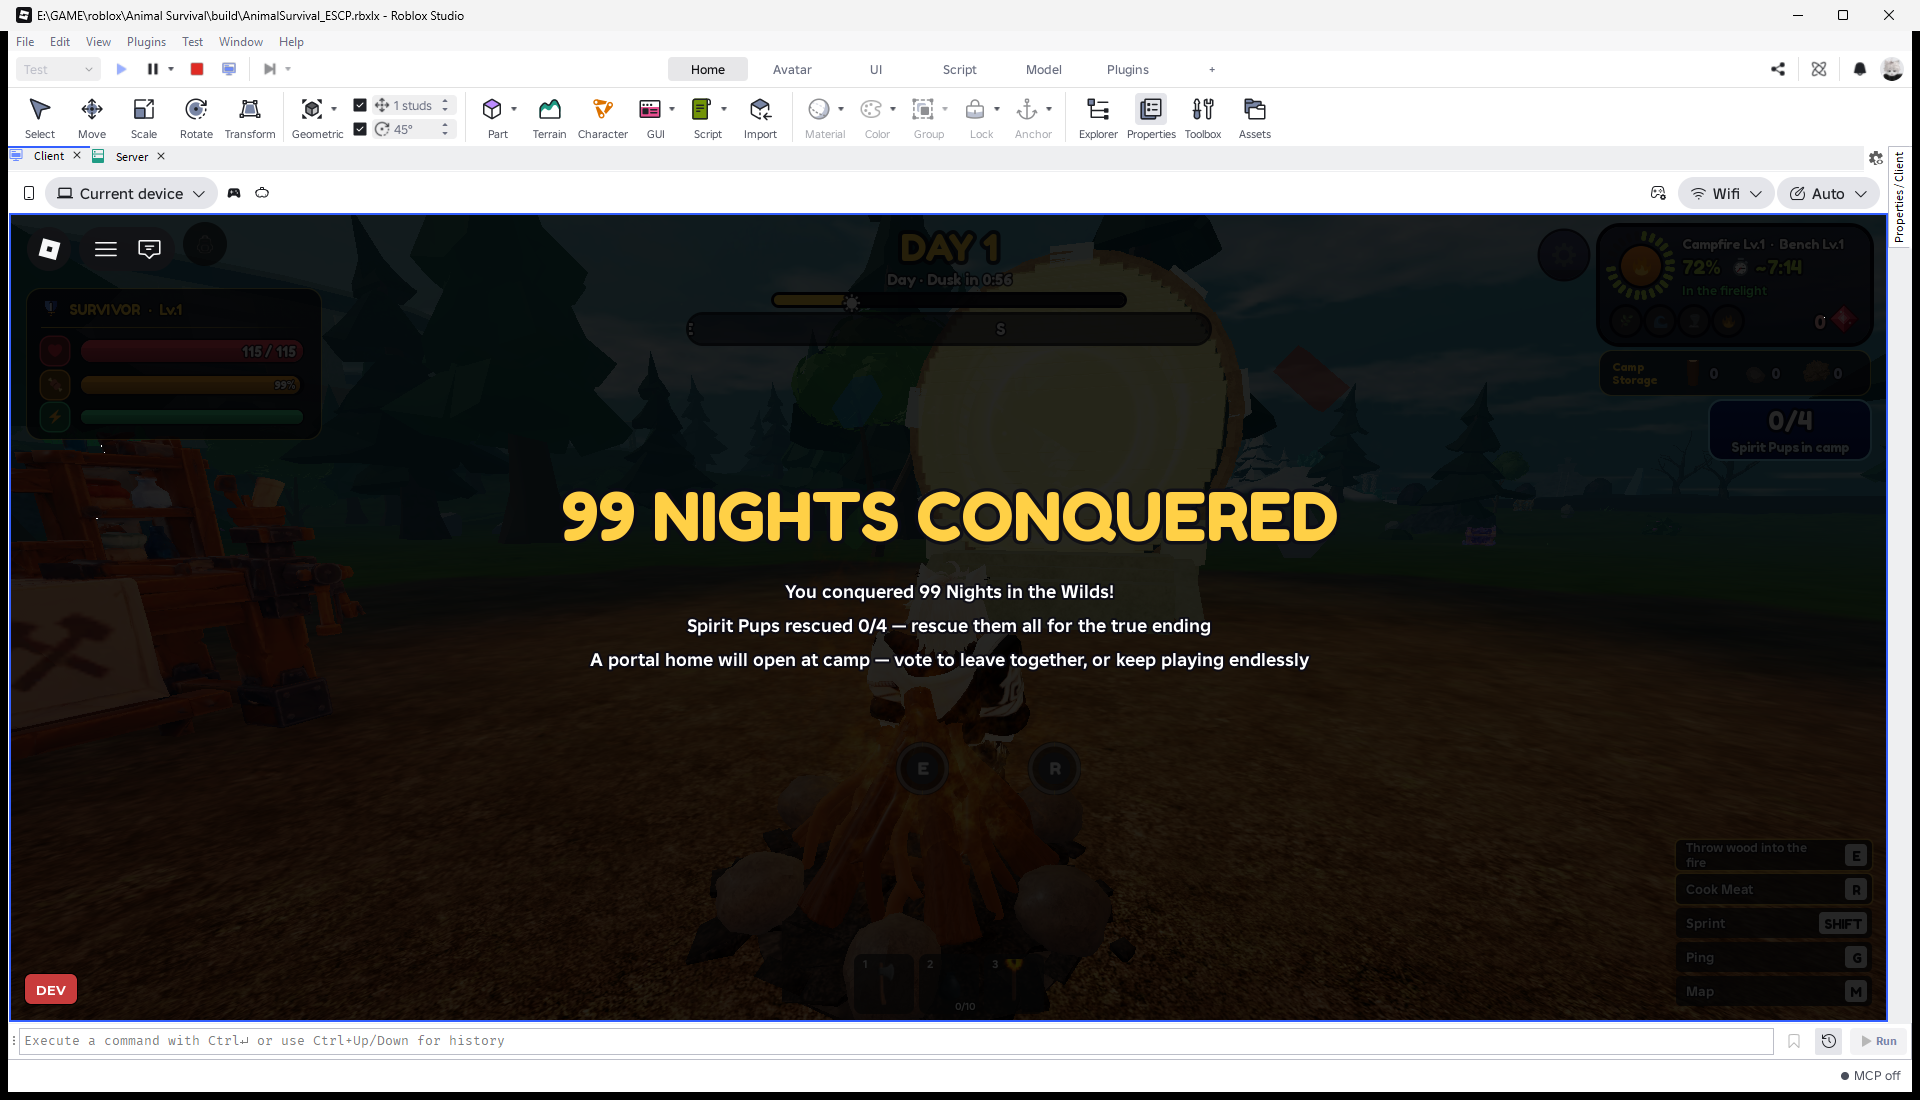 E:\GAME\roblox\Animal Survival\build\AnimalSurvival_ESCP.rbxlx - Roblox Studio
File Edit View Plugins Test Window Help
Test
Home Avatar UI Script Model Plugins +
1 studs
45°
Select Move Scale Rotate Transform Geometric Part Terrain Character GUI Script Import Material Color Group Lock Anchor Explorer Properties Toolbox Assets
Client Server
Properties / Client
Current device
Wifi Auto
DAY 1
Day · Dusk in 0:56
S
SURVIVOR · Lv.1
115 / 115
99%
Campfire Lv.1 · Bench Lv.1
72% ~7:14
In the firelight
0
Camp Storage 0 0 0
0/4
Spirit Pups in camp
99 NIGHTS CONQUERED
You conquered 99 Nights in the Wilds!
Spirit Pups rescued 0/4 — rescue them all for the true ending
A portal home will open at camp — vote to leave together, or keep playing endlessly
E R
Throw wood into the fire E
Cook Meat R
Sprint SHIFT
Ping G
Map M
1 2 3
0/10
DEV
Execute a command with Ctrl↵ or use Ctrl+Up/Down for history
Run
MCP off